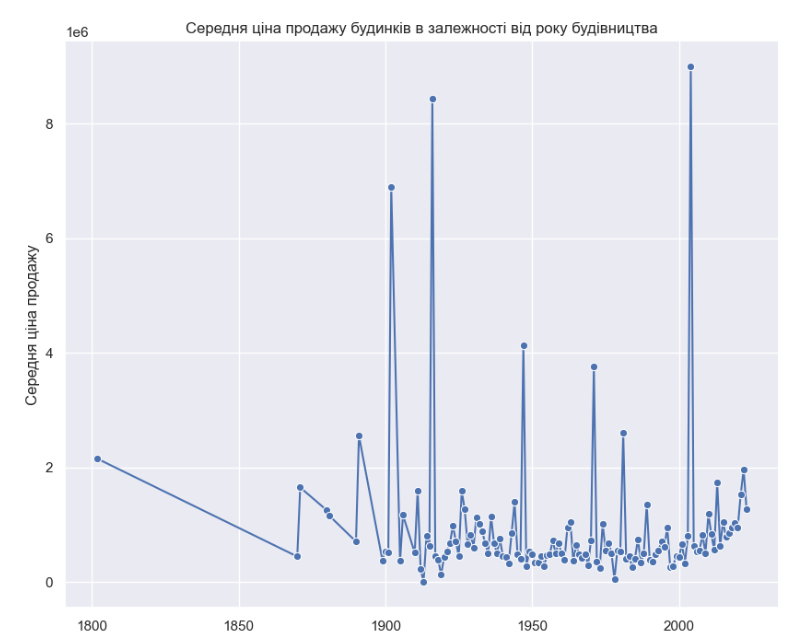 Середня ціна продажу будинків в залежності від року будівництва
1e6
8
6
4
2
0
Середня ціна продажу
1800 1850 1900 1950 2000